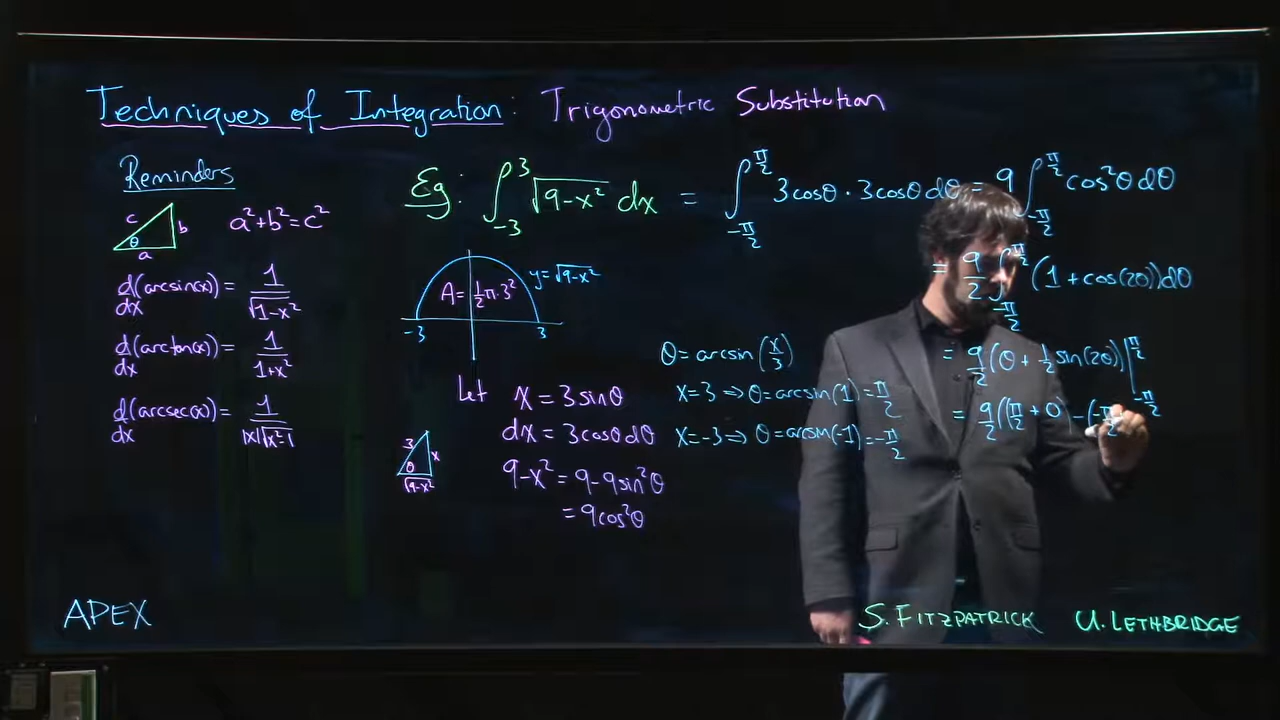 Techniques of Integration: Trigonometric Substitution
Reminders
c
b
θ
a
a²+b²=c²
d/dx (arcsin(x)) = 1/√(1-x²)
d/dx (arctan(x)) = 1/(1+x²)
d/dx (arcsec(x)) = 1/(|x|√(x²-1))
Eg: ∫_{-3}^{3} √(9-x²) dx = ∫_{-π/2}^{π/2} 3cosθ · 3cosθ dθ = 9 ∫_{-π/2}^{π/2} cos²θ dθ
= 9/2 ∫_{-π/2}^{π/2} (1 + cos(2θ)) dθ
= 9/2 (θ + 1/2 sin(2θ)) |_{-π/2}^{π/2}
= 9/2 ((π/2 + 0) - (-π/2
y=√(9-x²)
A = 1/2 π·3²
-3
3
Let x = 3sinθ
dx = 3cosθ dθ
9-x² = 9-9sin²θ
= 9cos²θ
3
x
θ
√(9-x²)
θ = arcsin(x/3)
x=3 ⇒ θ=arcsin(1)=π/2
x=-3 ⇒ θ=arcsin(-1)=-π/2
APEX
S. FITZPATRICK U. LETHBRIDGE